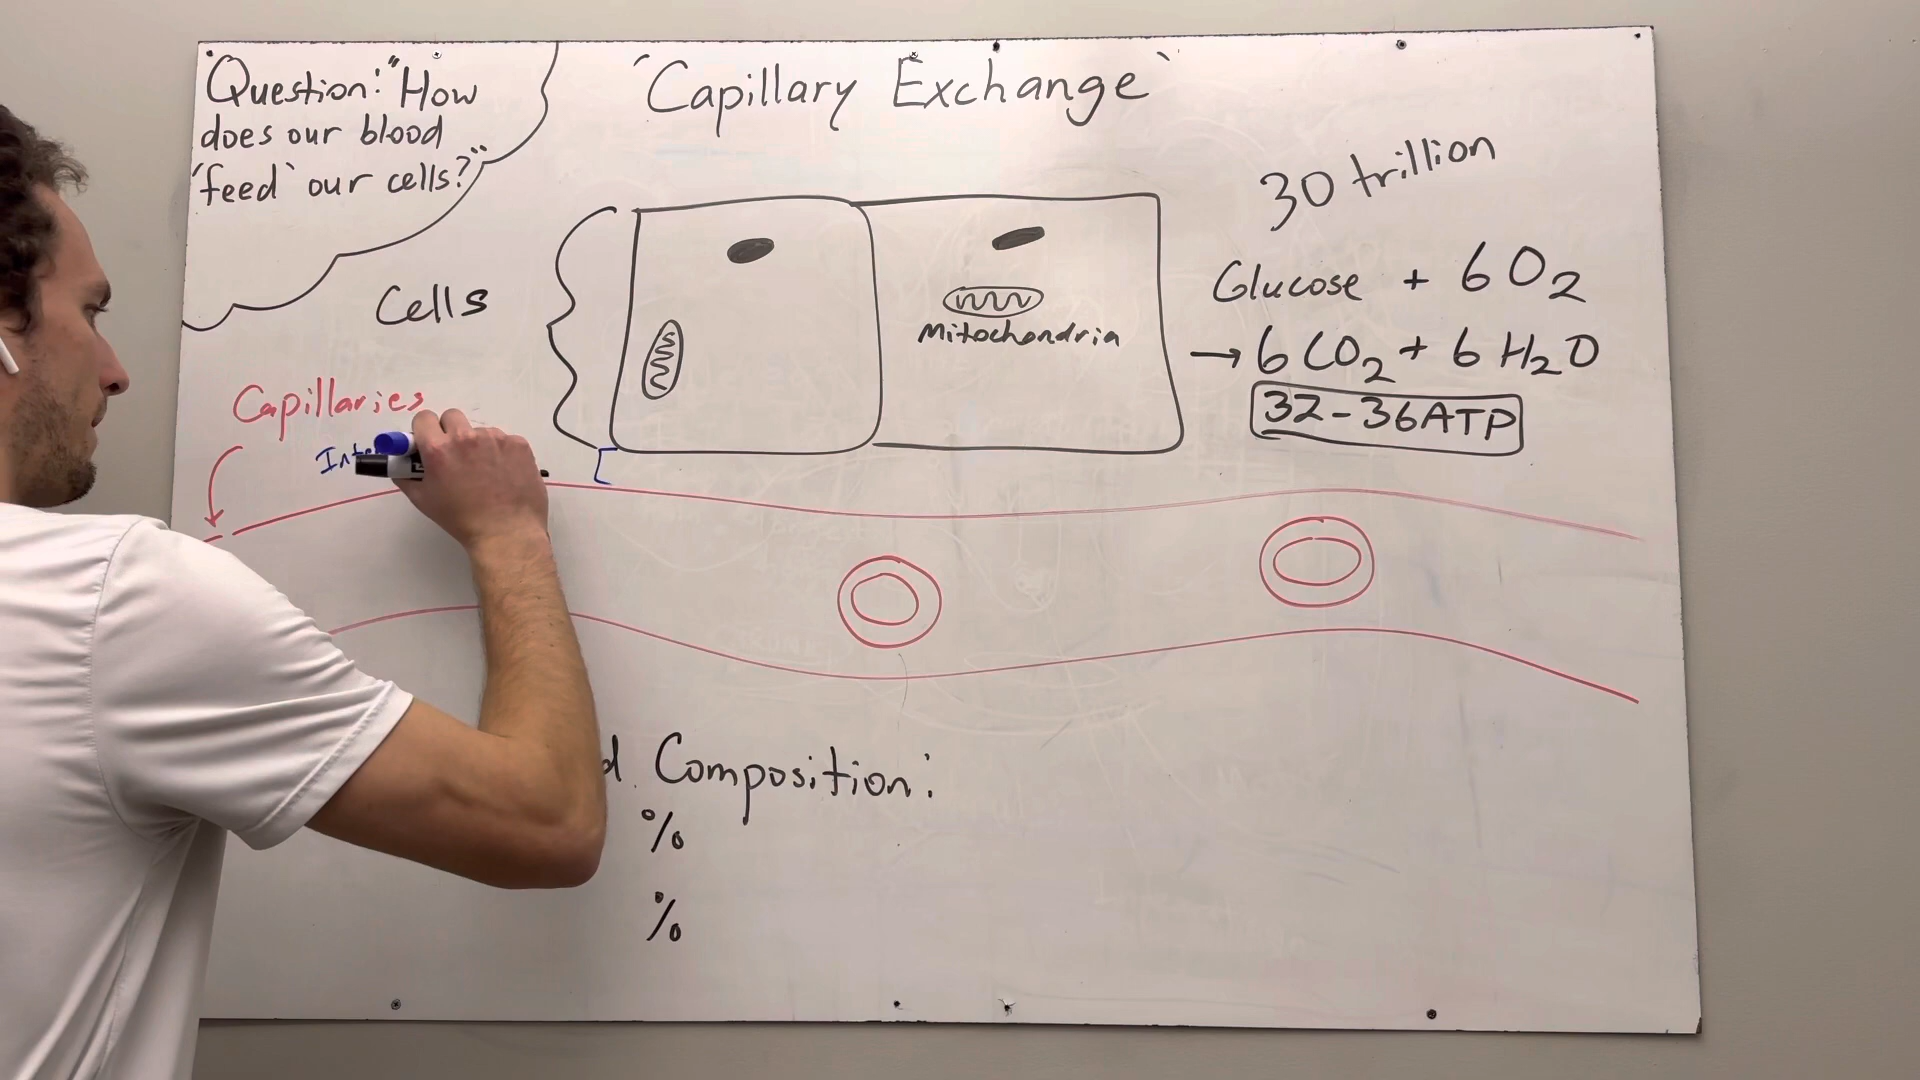 Question: "How
does our blood
'feed` our cells?"
´Capillary Exchange`
30 trillion
Cells
Mitochondria
Glucose + 6O2
→ 6CO2 + 6H2O
32-36ATP
Capillaries
Composition:
%
%